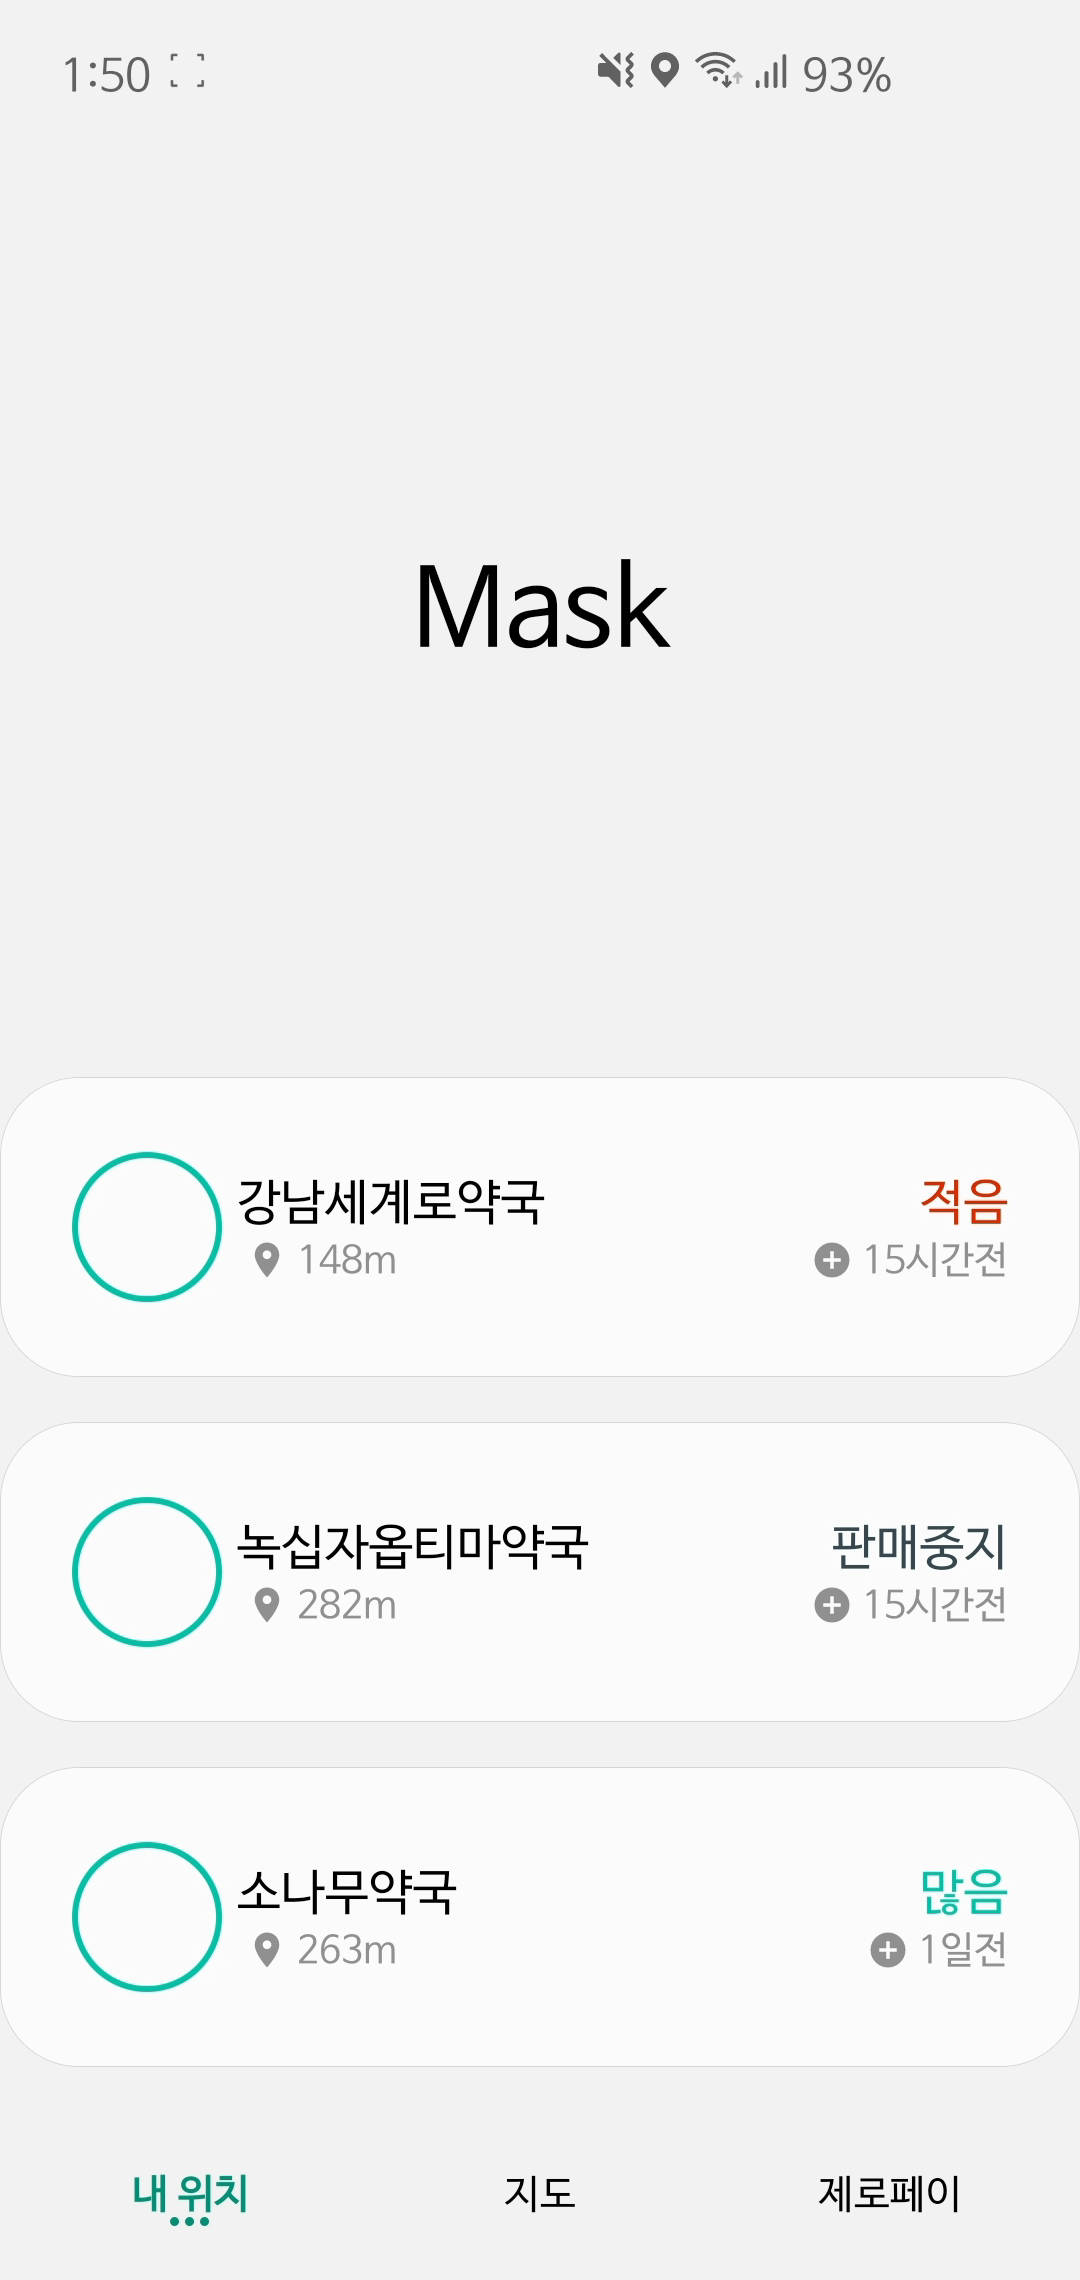 1:50 93%
Mask
강남세계로약국 적음
148m 15시간전
녹십자옵티마약국 판매중지
282m 15시간전
소나무약국 많음
263m 1일전
내 위치 지도 제로페이